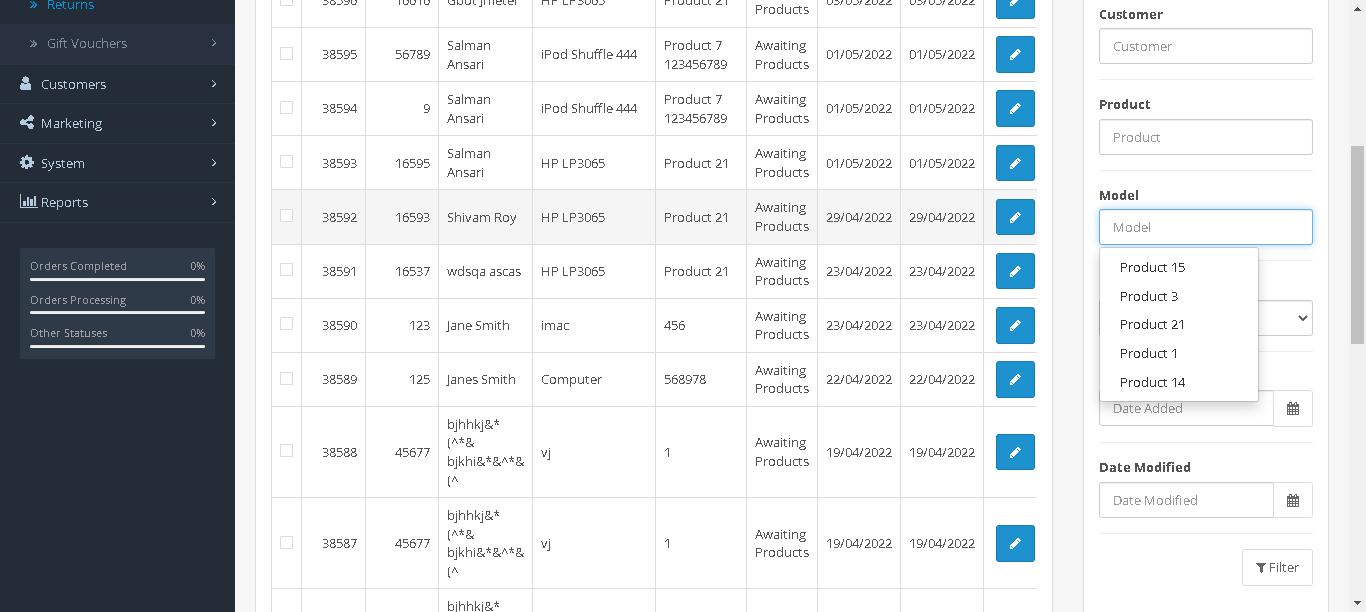 Returns
Gift Vouchers
Customers
Marketing
System
Reports
Orders Completed 0%
Orders Processing 0%
Other Statuses 0%
38596 16616 Gbot Jmeter HP LP3065 Product 21 Products 03/05/2022 03/05/2022
38595 56789 Salman Ansari iPod Shuffle 444 Product 7 123456789 Awaiting Products 01/05/2022 01/05/2022
38594 9 Salman Ansari iPod Shuffle 444 Product 7 123456789 Awaiting Products 01/05/2022 01/05/2022
38593 16595 Salman Ansari HP LP3065 Product 21 Awaiting Products 01/05/2022 01/05/2022
38592 16593 Shivam Roy HP LP3065 Product 21 Awaiting Products 29/04/2022 29/04/2022
38591 16537 wdsqa ascas HP LP3065 Product 21 Awaiting Products 23/04/2022 23/04/2022
38590 123 Jane Smith imac 456 Awaiting Products 23/04/2022 23/04/2022
38589 125 Janes Smith Computer 568978 Awaiting Products 22/04/2022 22/04/2022
38588 45677 bjhhkj&*(^*& bjkhi&*&^*&(^ vj 1 Awaiting Products 19/04/2022 19/04/2022
38587 45677 bjhhkj&*(^*& bjkhi&*&^*&(^ vj 1 Awaiting Products 19/04/2022 19/04/2022
bjhhkj&*
Customer
Customer
Product
Product
Model
Model
Product 15
Product 3
Product 21
Product 1
Product 14
Date Added
Date Modified
Date Modified
Filter